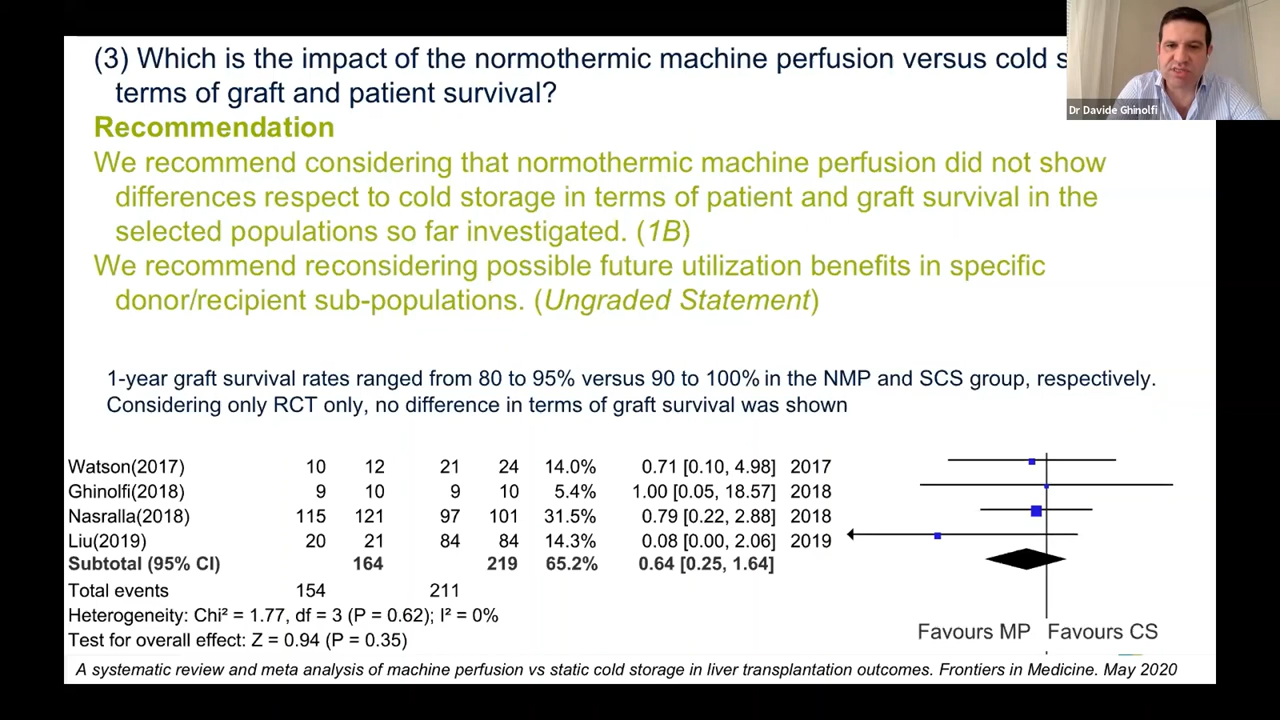 (3) Which is the impact of the normothermic machine perfusion versus cold s
terms of graft and patient survival?
Dr Davide Ghinolfi
Recommendation
We recommend considering that normothermic machine perfusion did not show
differences respect to cold storage in terms of patient and graft survival in the
selected populations so far investigated. (1B)
We recommend reconsidering possible future utilization benefits in specific
donor/recipient sub-populations. (Ungraded Statement)
1-year graft survival rates ranged from 80 to 95% versus 90 to 100% in the NMP and SCS group, respectively.
Considering only RCT only, no difference in terms of graft survival was shown
Watson(2017) 10 12 21 24 14.0% 0.71 [0.10, 4.98] 2017
Ghinolfi(2018) 9 10 9 10 5.4% 1.00 [0.05, 18.57] 2018
Nasralla(2018) 115 121 97 101 31.5% 0.79 [0.22, 2.88] 2018
Liu(2019) 20 21 84 84 14.3% 0.08 [0.00, 2.06] 2019
Subtotal (95% CI) 164 219 65.2% 0.64 [0.25, 1.64]
Total events 154 211
Heterogeneity: Chi² = 1.77, df = 3 (P = 0.62); I² = 0%
Test for overall effect: Z = 0.94 (P = 0.35)
Favours MP Favours CS
A systematic review and meta analysis of machine perfusion vs static cold storage in liver transplantation outcomes. Frontiers in Medicine. May 2020